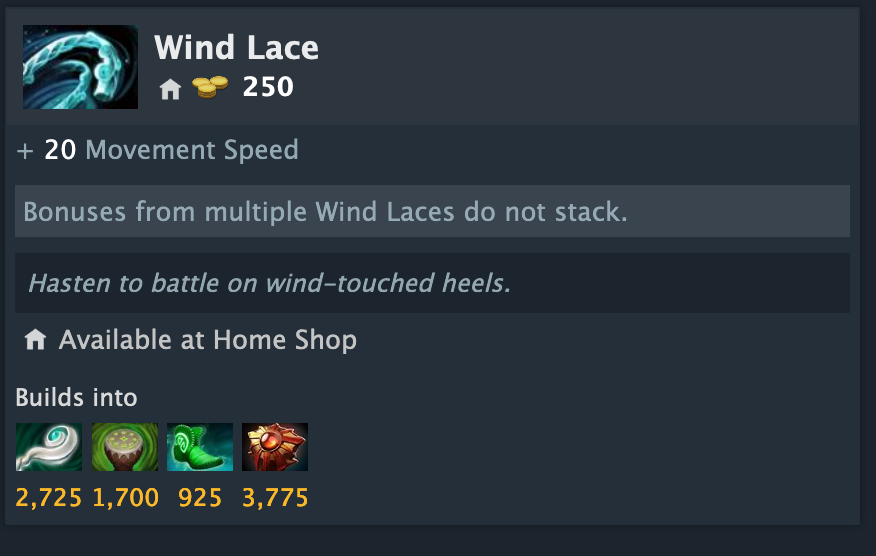 Wind Lace
250
+ 20 Movement Speed
Bonuses from multiple Wind Laces do not stack.
Hasten to battle on wind-touched heels.
Available at Home Shop
Builds into
2,725 1,700 925 3,775